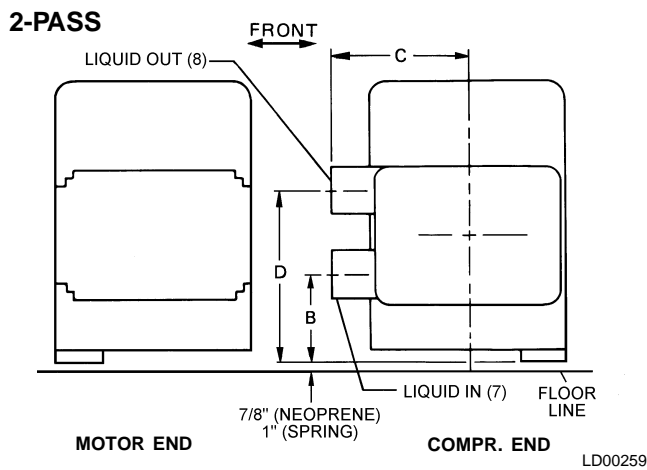 2-PASS
FRONT
LIQUID OUT (8)
C
D
B
LIQUID IN (7)
FLOOR
LINE
7/8" (NEOPRENE)
1" (SPRING)
MOTOR END
COMPR. END
LD00259